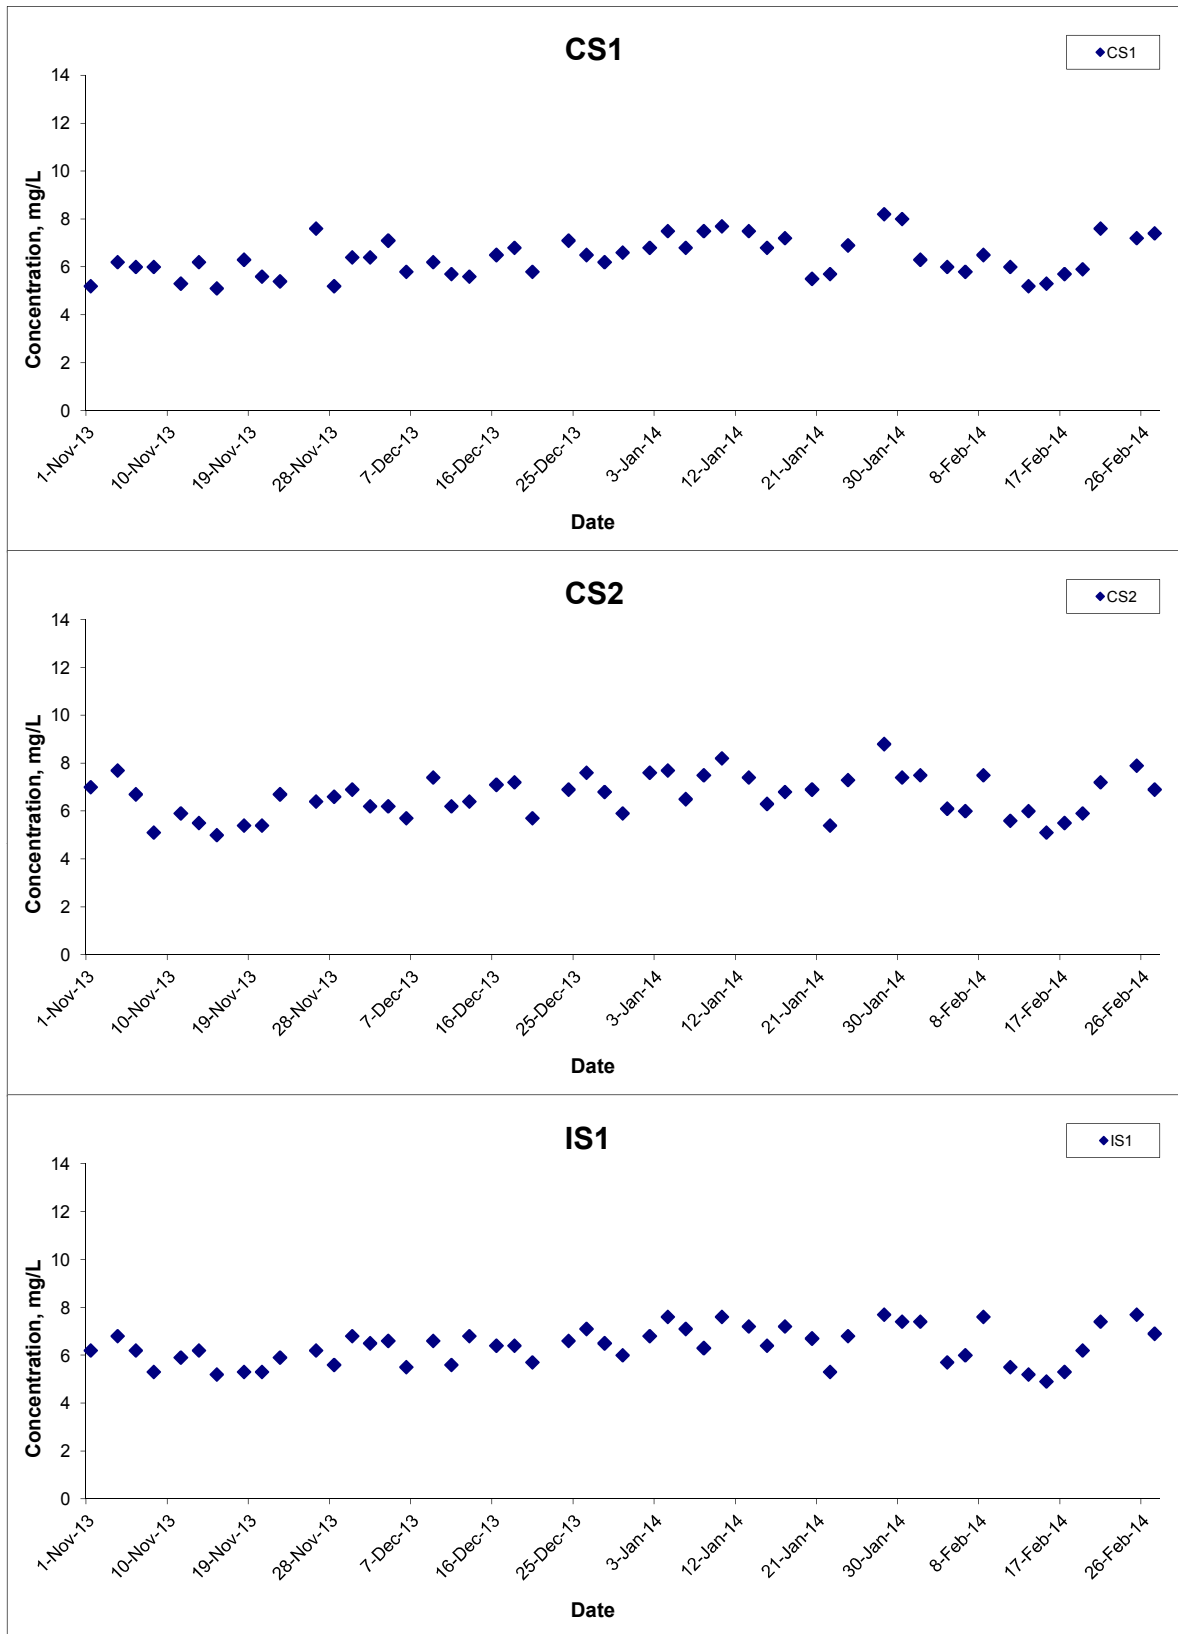 CS1
CS1
14
12
10
8
6
4
2
0
Concentration, mg/L
1-Nov-13
10-Nov-13
19-Nov-13
28-Nov-13
7-Dec-13
16-Dec-13
25-Dec-13
3-Jan-14
12-Jan-14
21-Jan-14
30-Jan-14
8-Feb-14
17-Feb-14
26-Feb-14
Date
CS2
CS2
14
12
10
8
6
4
2
0
Concentration, mg/L
1-Nov-13
10-Nov-13
19-Nov-13
28-Nov-13
7-Dec-13
16-Dec-13
25-Dec-13
3-Jan-14
12-Jan-14
21-Jan-14
30-Jan-14
8-Feb-14
17-Feb-14
26-Feb-14
Date
IS1
IS1
14
12
10
8
6
4
2
0
Concentration, mg/L
1-Nov-13
10-Nov-13
19-Nov-13
28-Nov-13
7-Dec-13
16-Dec-13
25-Dec-13
3-Jan-14
12-Jan-14
21-Jan-14
30-Jan-14
8-Feb-14
17-Feb-14
26-Feb-14
Date